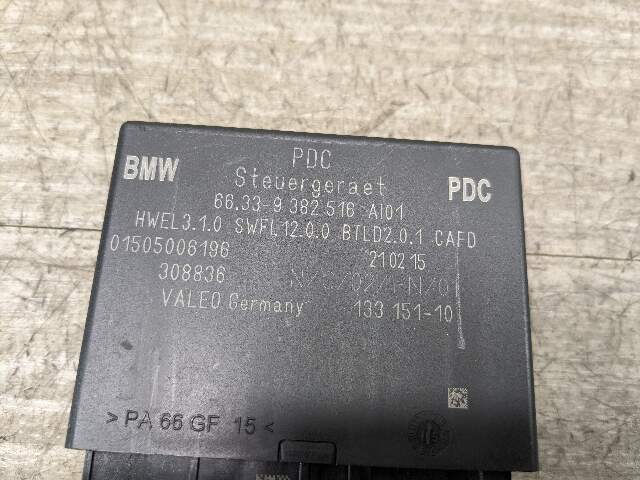 PDC
BMW Steuergeraet PDC
66.33-9 382 516 AI01
HWEL3.1.0 SWFL12.0.0 BTLD2.0.1 CAFD
01505006196 210215
308836
VALEO Germany 133 151-10
> PA 66 GF 15 <